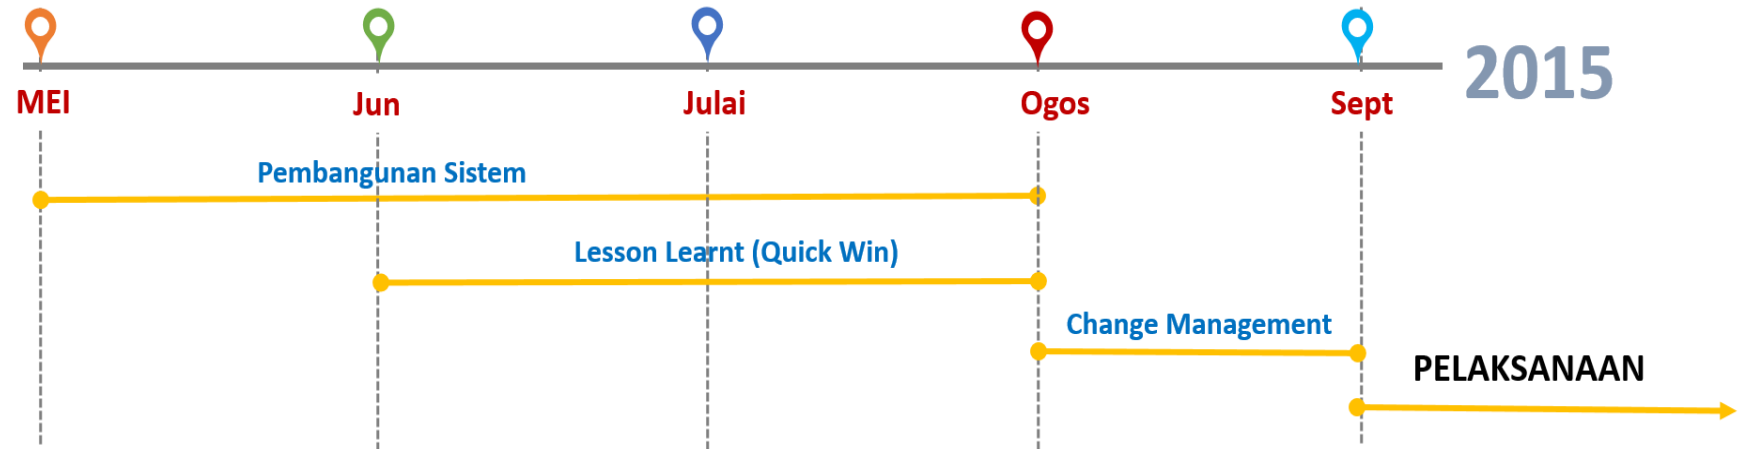 2015
MEI
Jun
Julai
Ogos
Sept
Pembangunan Sistem
Lesson Learnt (Quick Win)
Change Management
PELAKSANAAN